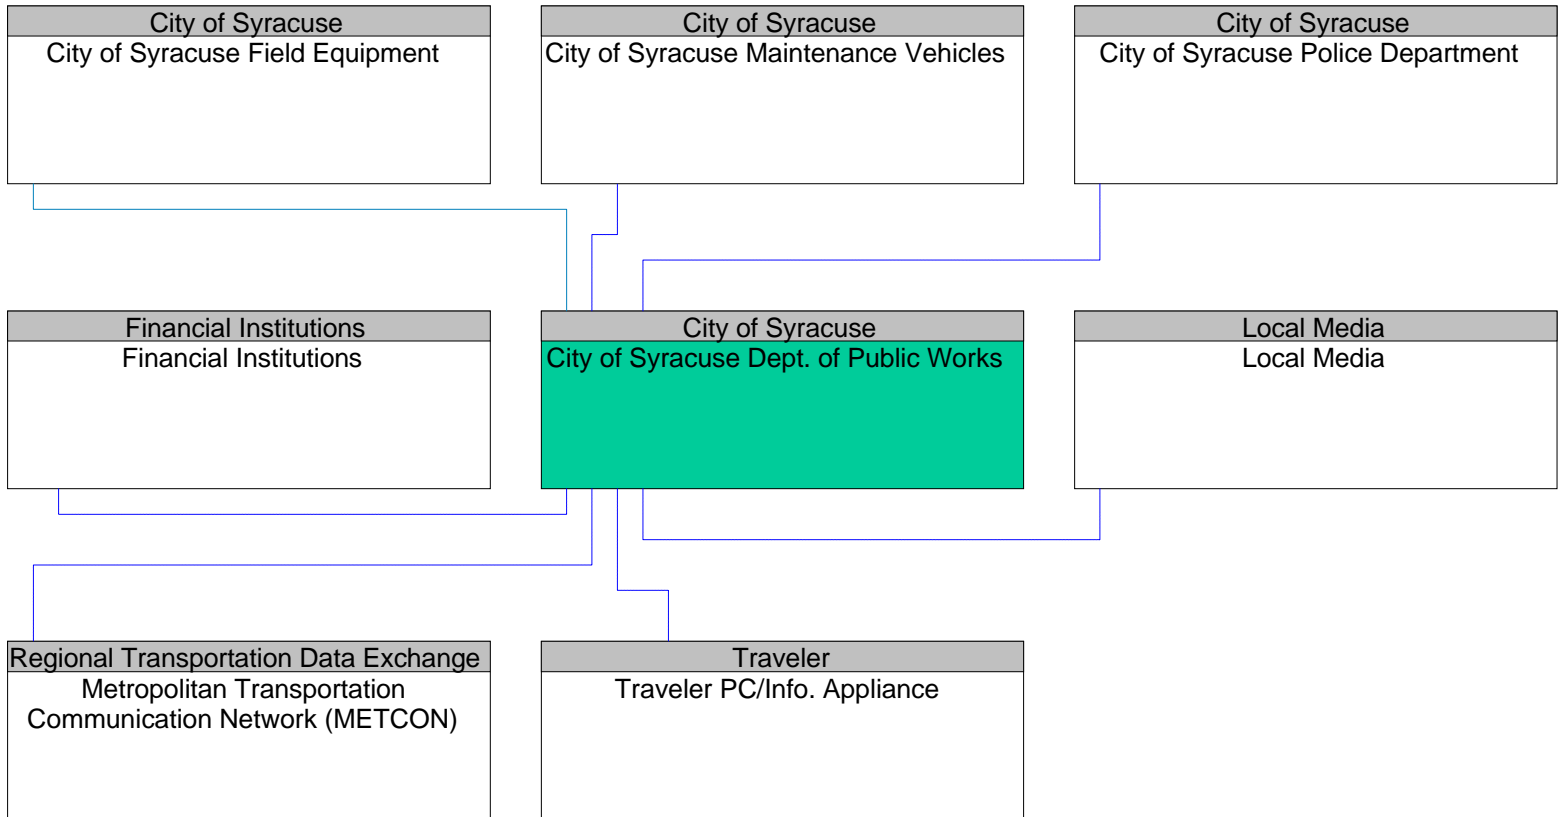 City of Syracuse
City of Syracuse Field Equipment
City of Syracuse
City of Syracuse Maintenance Vehicles
City of Syracuse
City of Syracuse Police Department
Financial Institutions
Financial Institutions
City of Syracuse
City of Syracuse Dept. of Public Works
Local Media
Local Media
Regional Transportation Data Exchange
Metropolitan Transportation
Communication Network (METCON)
Traveler
Traveler PC/Info. Appliance